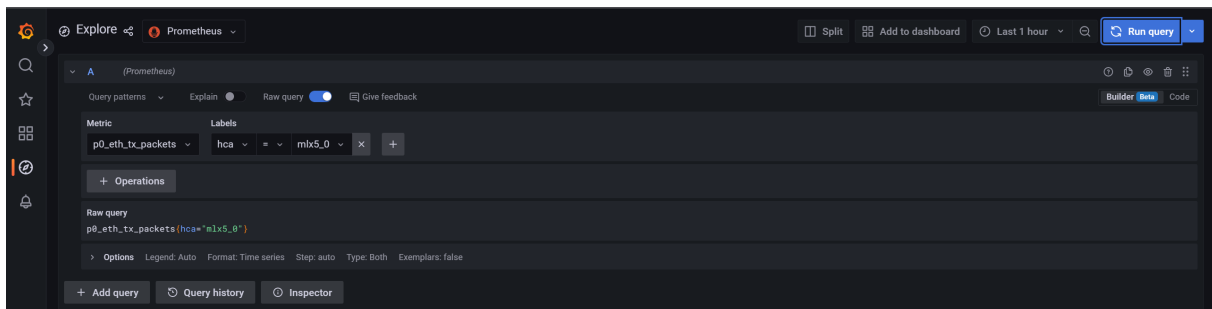 Explore Prometheus Split Add to dashboard Last 1 hour Run query
A (Prometheus)
Query patterns Explain Raw query Give feedback Builder Beta Code
Metric Labels
p0_eth_tx_packets hca = mlx5_0 × +
+ Operations
Raw query
p0_eth_tx_packets{hca="mlx5_0"}
> Options Legend: Auto Format: Time series Step: auto Type: Both Exemplars: false
+ Add query Query history Inspector